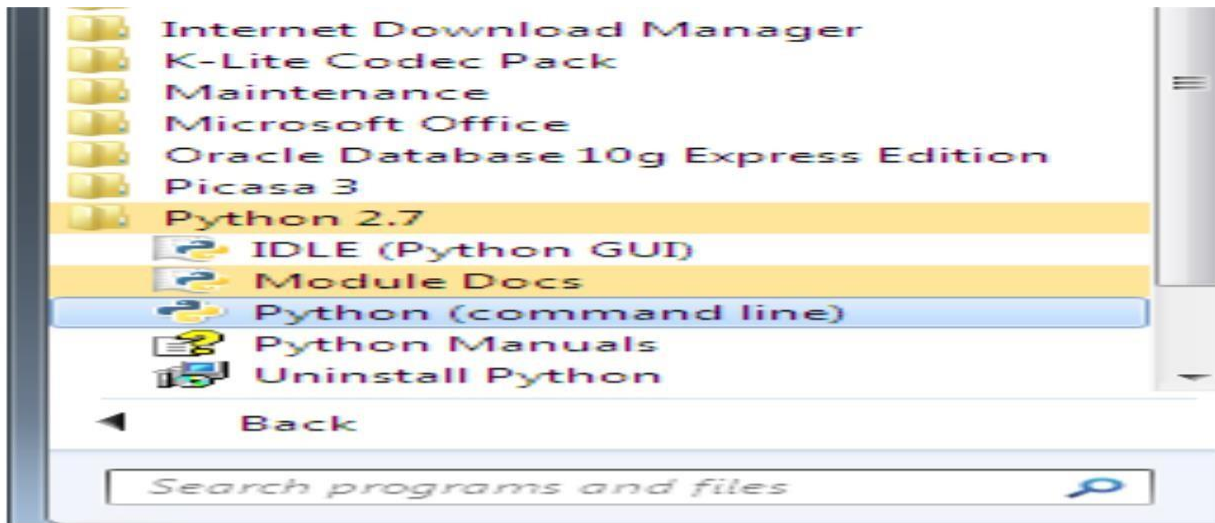 Internet Download Manager
K-Lite Codec Pack
Maintenance
Microsoft Office
Oracle Database 10g Express Edition
Picasa 3
Python 2.7
IDLE (Python GUI)
Module Docs
Python (command line)
Python Manuals
Uninstall Python
Back
Search programs and files